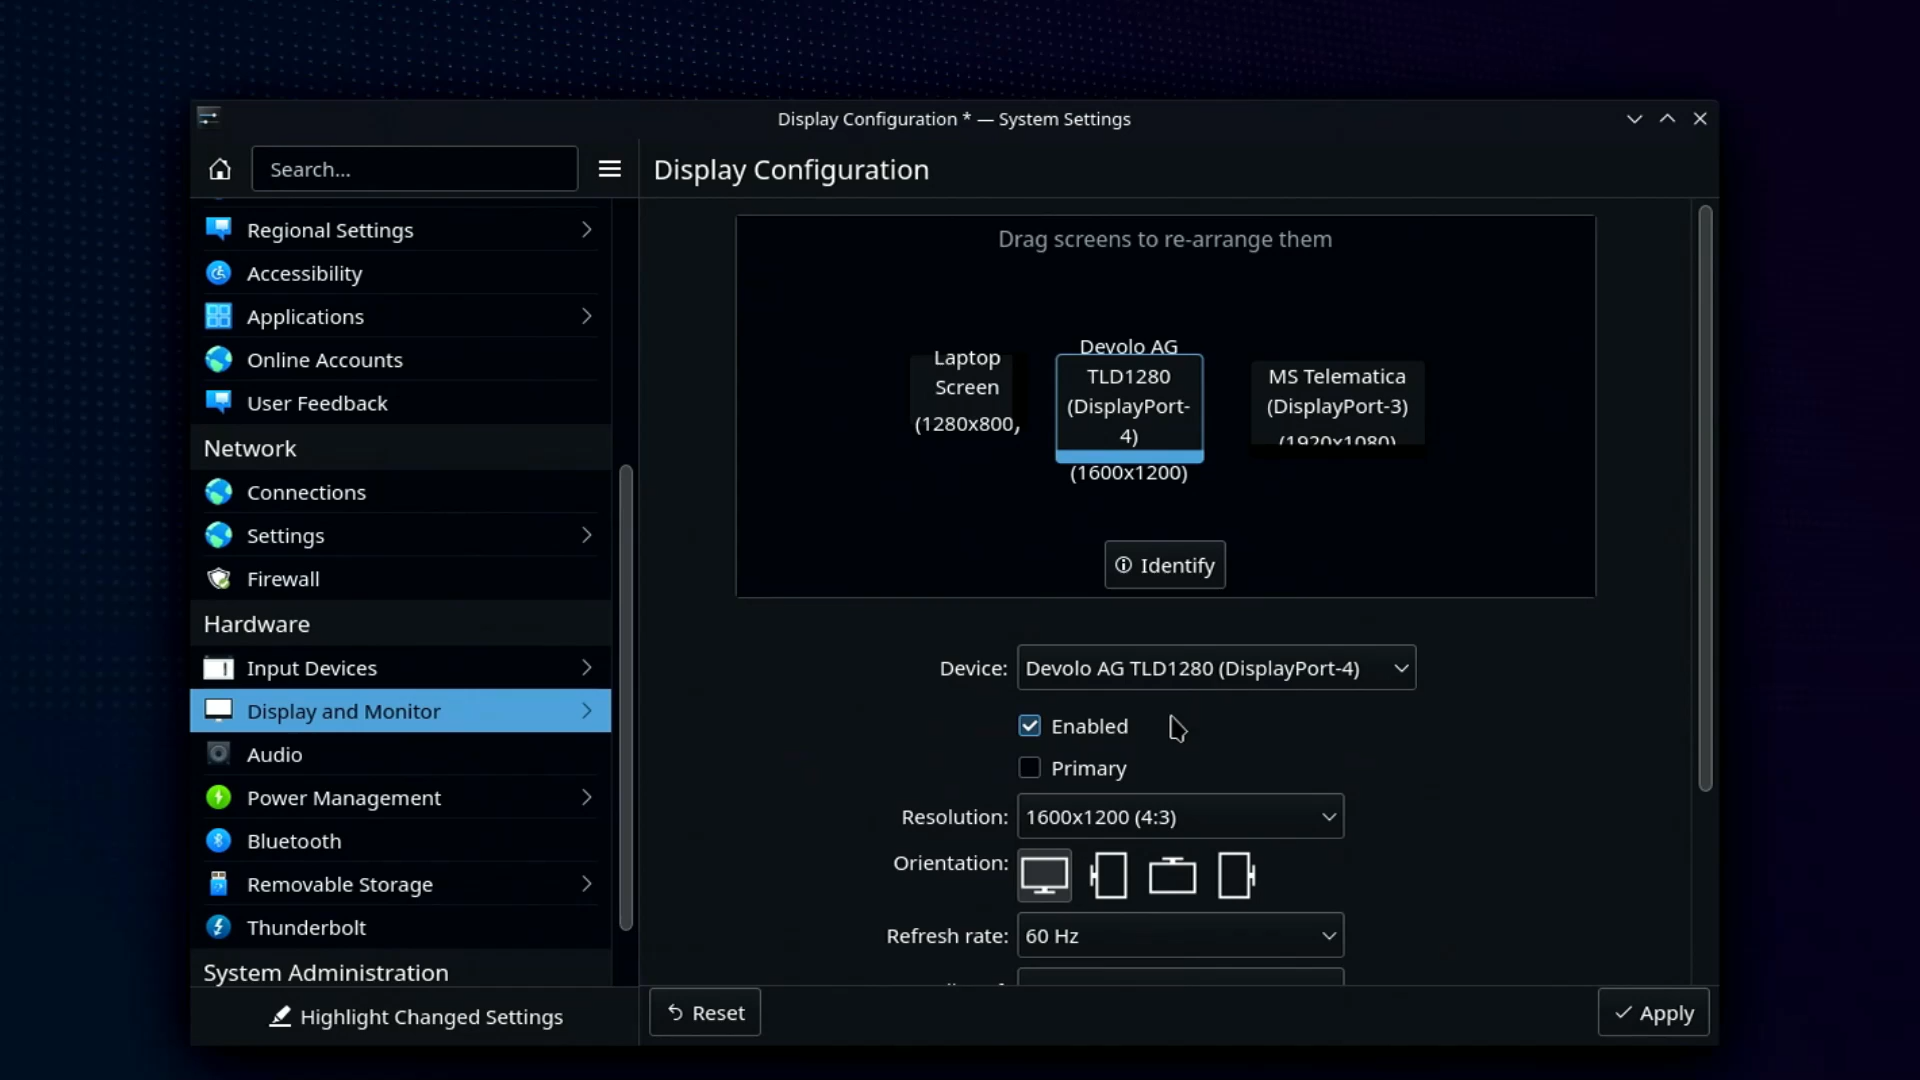 Display Configuration * — System Settings
Search...
Display Configuration
Regional Settings
Accessibility
Applications
Online Accounts
User Feedback
Network
Connections
Settings
Firewall
Hardware
Input Devices
Display and Monitor
Audio
Power Management
Bluetooth
Removable Storage
Thunderbolt
System Administration
Highlight Changed Settings
Drag screens to re-arrange them
Laptop
Screen
(1280x800,
Devolo AG
TLD1280
(DisplayPort-
4)
(1600x1200)
MS Telematica
(DisplayPort-3)
(1920x1080)
Identify
Device: Devolo AG TLD1280 (DisplayPort-4)
Enabled
Primary
Resolution: 1600x1200 (4:3)
Orientation:
Refresh rate: 60 Hz
Reset
Apply